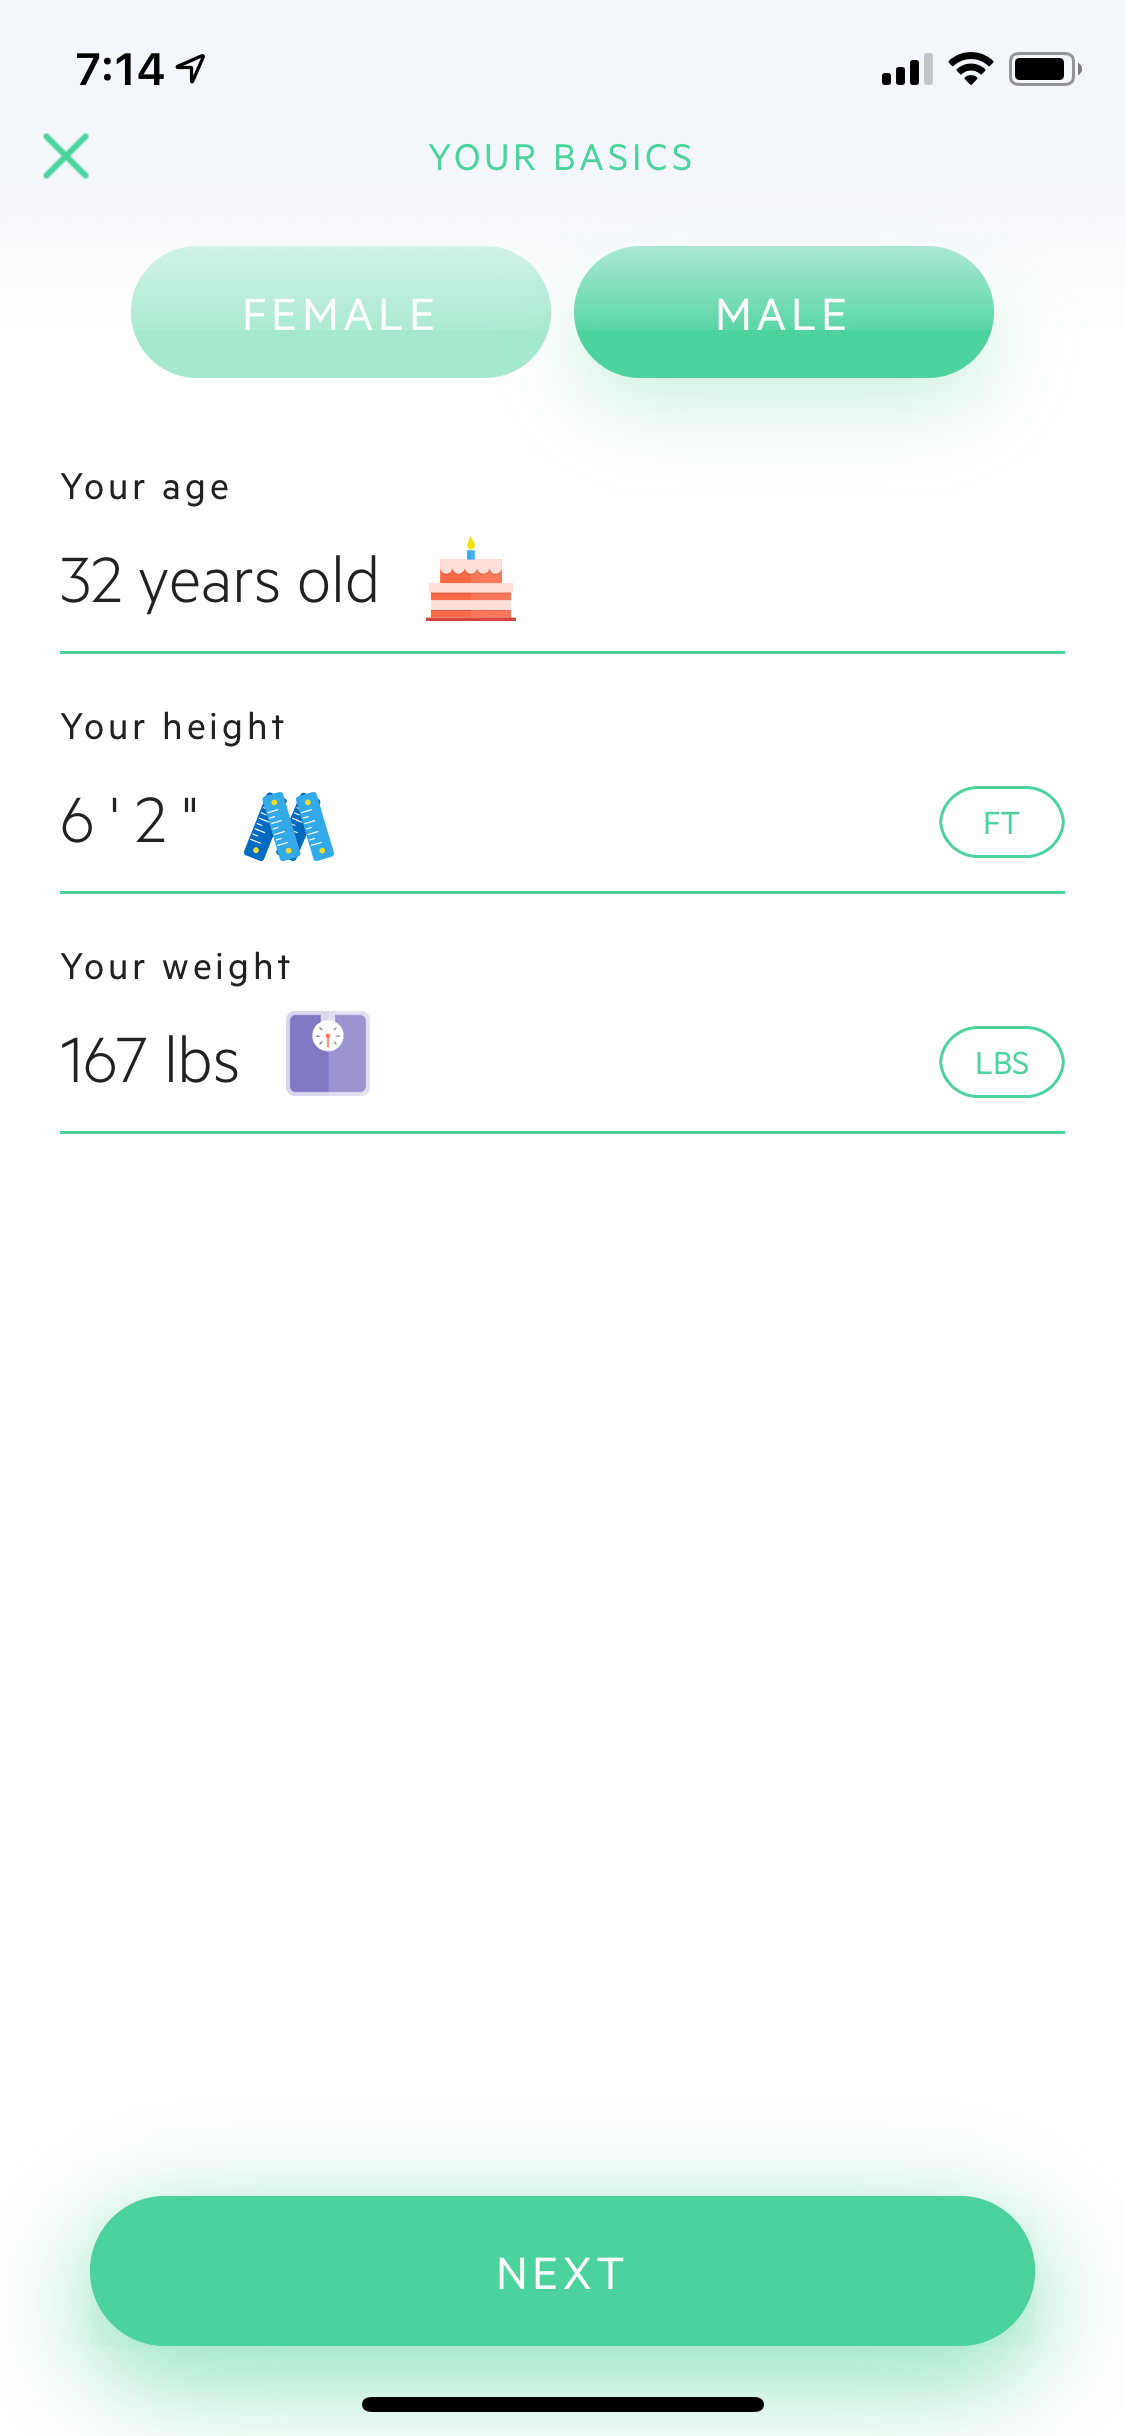 7:14
YOUR BASICS
FEMALE MALE
Your age
32 years old
Your height
6 ' 2 " FT
Your weight
167 lbs LBS
NEXT